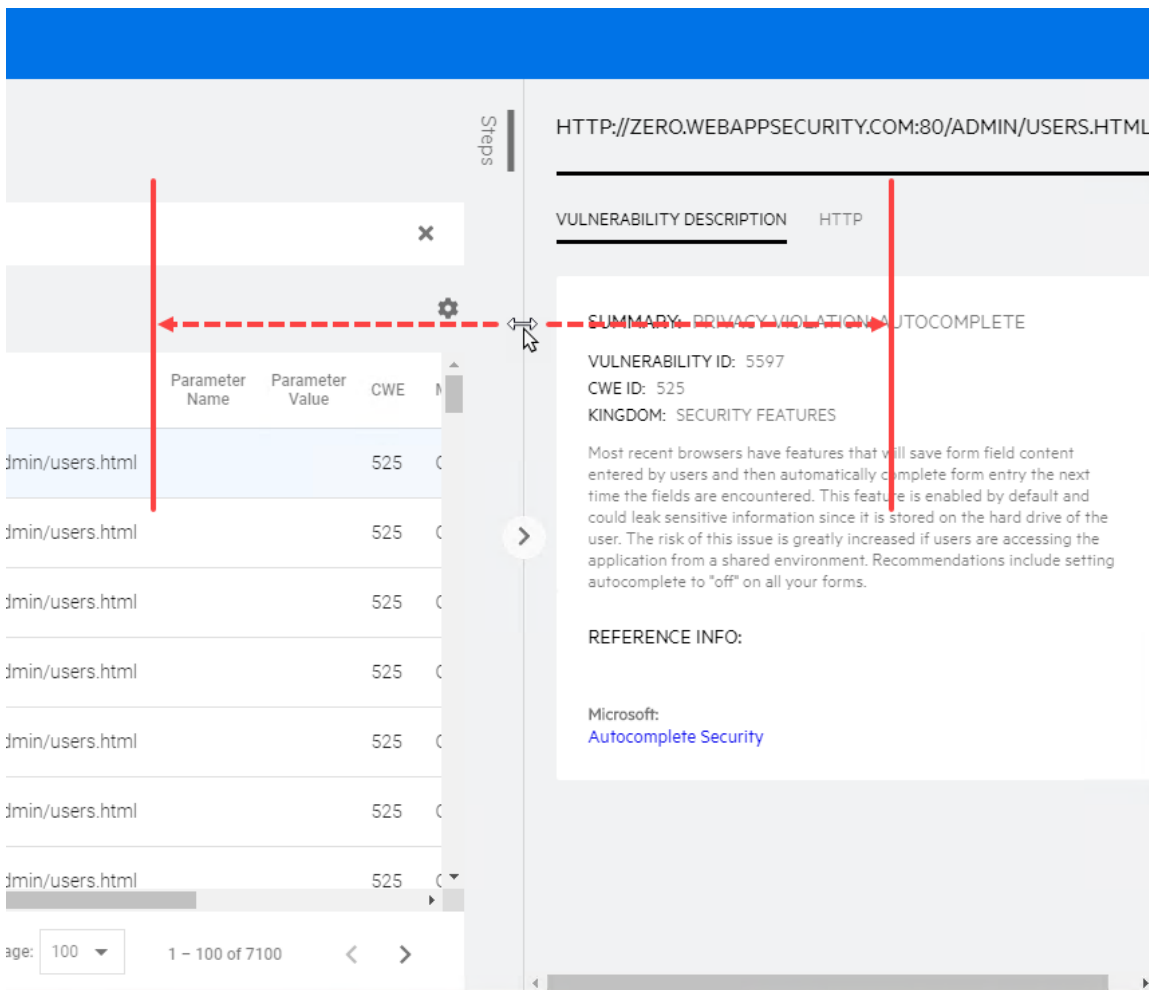 Steps
Parameter Name
Parameter Value
CWE
dmin/users.html 525
dmin/users.html 525
dmin/users.html 525
dmin/users.html 525
dmin/users.html 525
dmin/users.html 525
dmin/users.html 525
age: 100 1 – 100 of 7100
HTTP://ZERO.WEBAPPSECURITY.COM:80/ADMIN/USERS.HTML
VULNERABILITY DESCRIPTION HTTP
SUMMARY: PRIVACY VIOLATION: AUTOCOMPLETE
VULNERABILITY ID: 5597
CWE ID: 525
KINGDOM: SECURITY FEATURES
Most recent browsers have features that will save form field content
entered by users and then automatically complete form entry the next
time the fields are encountered. This feature is enabled by default and
could leak sensitive information since it is stored on the hard drive of the
user. The risk of this issue is greatly increased if users are accessing the
application from a shared environment. Recommendations include setting
autocomplete to "off" on all your forms.
REFERENCE INFO:
Microsoft:
Autocomplete Security